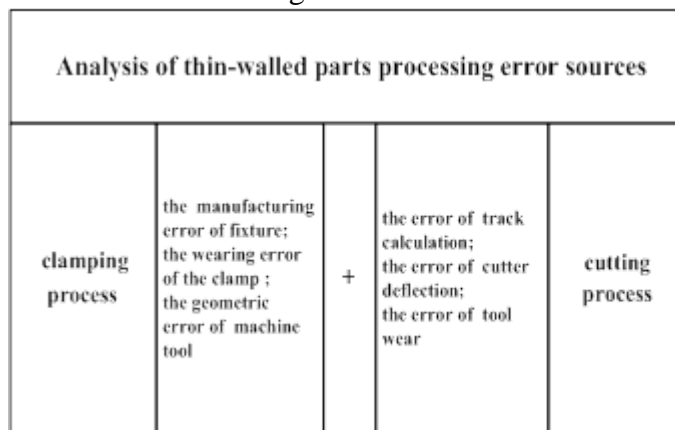 Analysis of thin-walled parts processing error sources
clamping
process
the manufacturing
error of fixture;
the wearing error
of the clamp ;
the geometric
error of machine
tool
+
the error of track
calculation;
the error of cutter
deflection;
the error of tool
wear
cutting
process